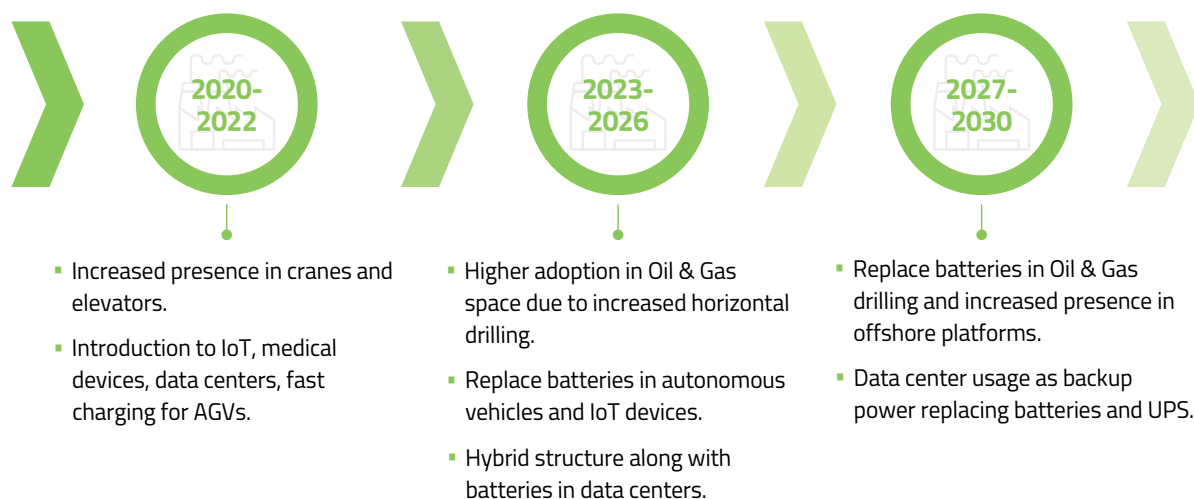 2020-
2022
▪ Increased presence in cranes and
elevators.
▪ Introduction to IoT, medical
devices, data centers, fast
charging for AGVs.
2023-
2026
▪ Higher adoption in Oil & Gas
space due to increased horizontal
drilling.
▪ Replace batteries in autonomous
vehicles and IoT devices.
▪ Hybrid structure along with
batteries in data centers.
2027-
2030
▪ Replace batteries in Oil & Gas
drilling and increased presence in
offshore platforms.
▪ Data center usage as backup
power replacing batteries and UPS.